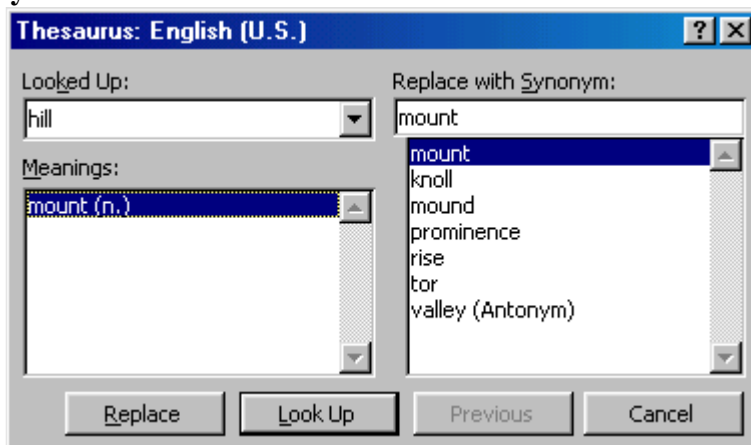 Thesaurus: English (U.S.)
Looked Up:
hill
Meanings:
mount (n.)
Replace with Synonym:
mount
mount
knoll
mound
prominence
rise
tor
valley (Antonym)
Replace
Look Up
Previous
Cancel